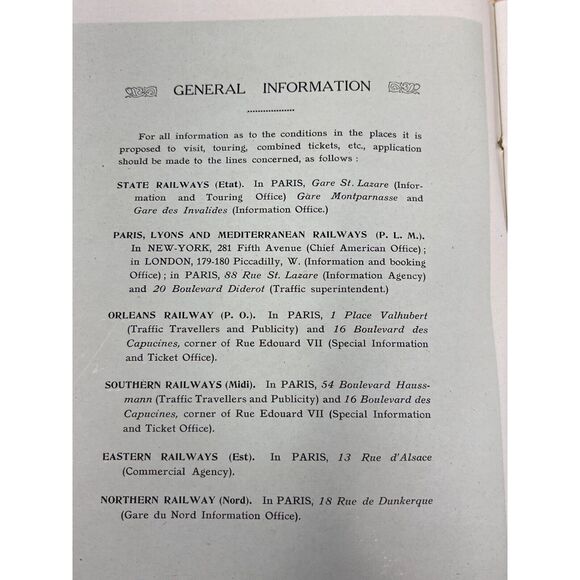 GENERAL INFORMATION
For all information as to the conditions in the places it is
proposed to visit, touring, combined tickets, etc., application
should be made to the lines concerned, as follows :
STATE RAILWAYS (Etat). In PARIS, Gare St. Lazare (Infor-
mation and Touring Office) Gare Montparnasse and
Gare des Invalides (Information Office.)
PARIS, LYONS AND MEDITERRANEAN RAILWAYS (P. L. M.).
In NEW-YORK, 281 Fifth Avenue (Chief American Office) ;
in LONDON, 179-180 Piccadilly, W. (Information and booking
Office) ; in PARIS, 88 Rue St. Lazare (Information Agency)
and 20 Boulevard Diderot (Traffic superintendent.)
ORLEANS RAILWAY (P. O.). In PARIS, 1 Place Valhubert
(Traffic Travellers and Publicity) and 16 Boulevard des
Capucines, corner of Rue Edouard VII (Special Information
and Ticket Office).
SOUTHERN RAILWAYS (Midi). In PARIS, 54 Boulevard Hauss-
mann (Traffic Travellers and Publicity) and 16 Boulevard des
Capucines, corner of Rue Edouard VII (Special Information
and Ticket Office).
EASTERN RAILWAYS (Est). In PARIS, 13 Rue d'Alsace
(Commercial Agency).
NORTHERN RAILWAY (Nord). In PARIS, 18 Rue de Dunkerque
(Gare du Nord Information Office).